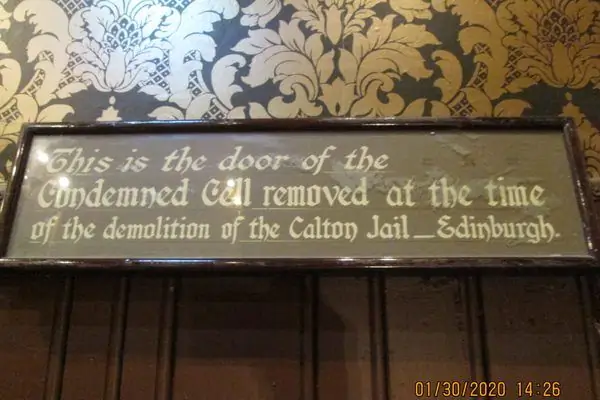 This is the door of the
Condemned Cell removed at the time
of the demolition of the Calton Jail_Edinburgh.
01/30/2020 14:26